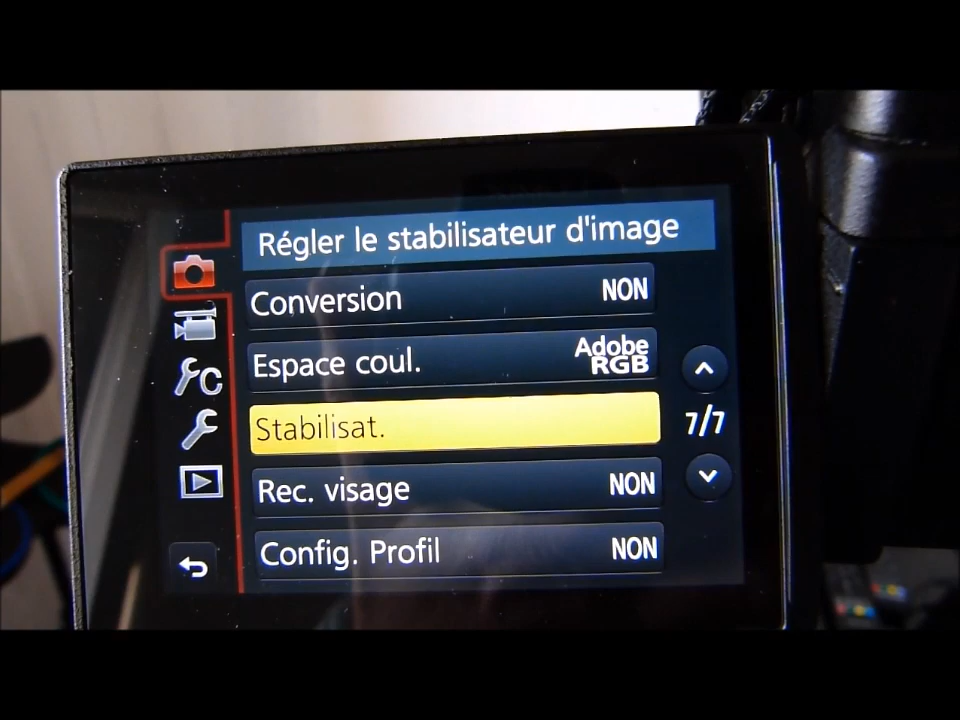 Régler le stabilisateur d'image
Conversion NON
Espace coul. Adobe
RGB
Stabilisat.
7/7
Rec. visage NON
Config. Profil NON
C